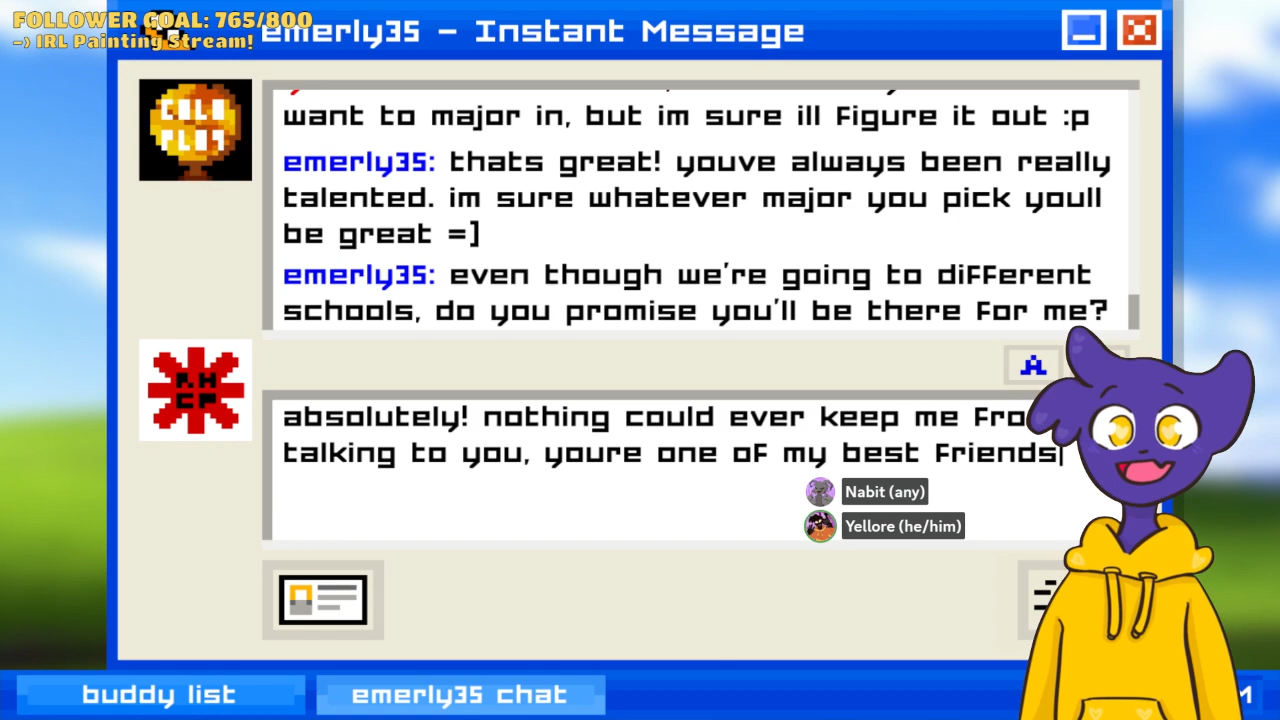 FOLLOWER GOAL: 765/800
-> IRL Painting Stream!
emerly35 - Instant Message
want to major in, but im sure ill figure it out :p
emerly35: thats great! youve always been really
talented. im sure whatever major you pick youll
be great =]
emerly35: even though we're going to different
schools, do you promise you'll be there for me?
COLD
PLAY
A
RH
CP
absolutely! nothing could ever keep me
talking to you, youre one of my best friends
Nabit (any)
Yellore (he/him)
buddy list
emerly35 chat